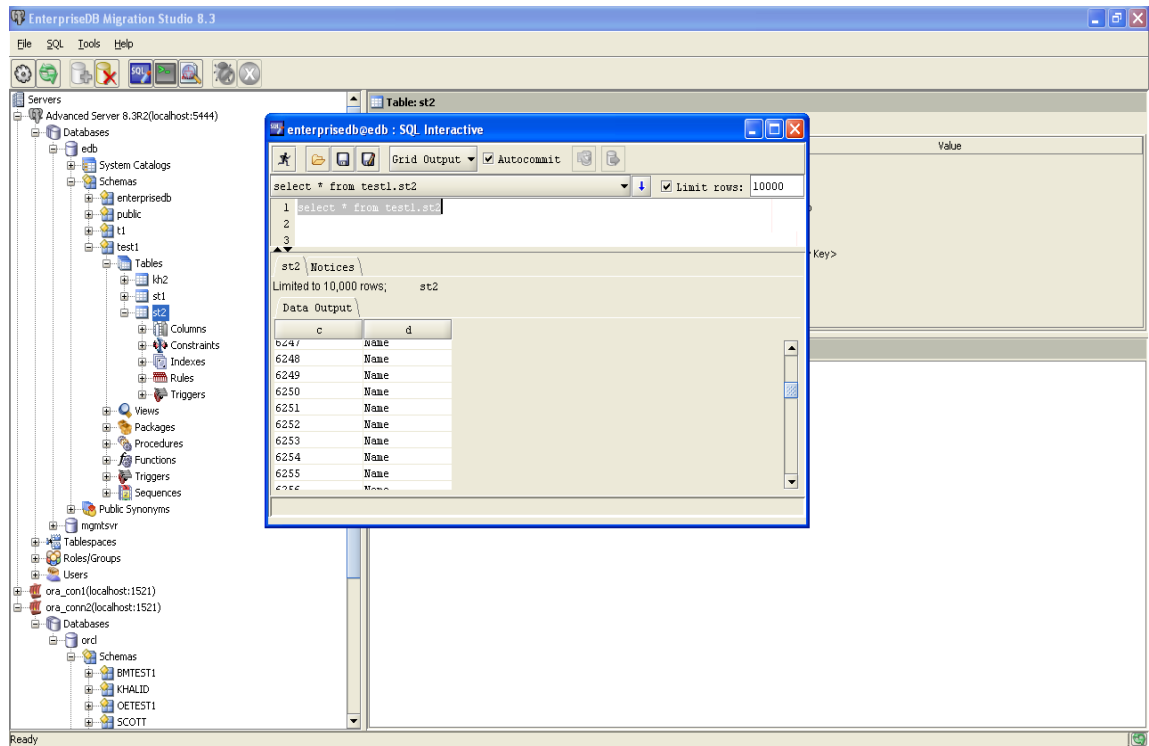 EnterpriseDB Migration Studio 8.3
File SQL Tools Help
Servers
Advanced Server 8.3R2(localhost:5444)
Databases
edb
System Catalogs
Schemas
enterprisedb
public
t1
test1
Tables
kh2
st1
st2
Columns
Constraints
Indexes
Rules
Triggers
Views
Packages
Procedures
Functions
Triggers
Sequences
Public Synonyms
mgmtsvr
Tablespaces
Roles/Groups
Users
ora_con1(localhost:1521)
ora_conn2(localhost:1521)
Databases
orcl
Schemas
BMTEST1
KHALID
OETEST1
SCOTT
Table: st2
Value
Key>
enterprisedb@edb : SQL Interactive
Grid Output Autocommit
select * from test1.st2 Limit rows: 10000
1 select * from test1.st2
2
3
st2 Notices
Limited to 10,000 rows; st2
Data Output
c d
6247 Name
6248 Name
6249 Name
6250 Name
6251 Name
6252 Name
6253 Name
6254 Name
6255 Name
6256 Name
Ready